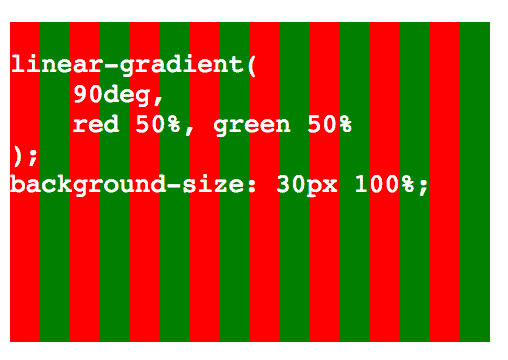 linear-gradient(
90deg,
red 50%, green 50%
);
background-size: 30px 100%;